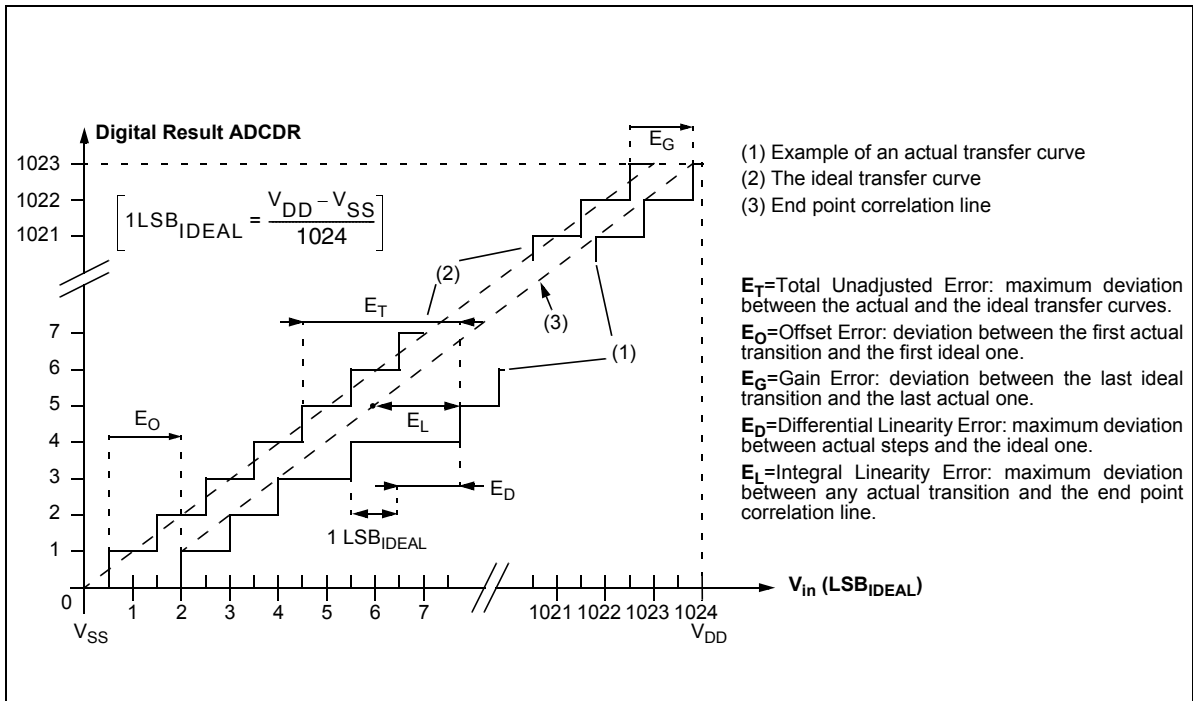 Digital Result ADCDR
E_G
1023
1022
1021
[1LSB_IDEAL = (V_DD – V_SS) / 1024]
(1) Example of an actual transfer curve
(2) The ideal transfer curve
(3) End point correlation line
(2)
E_T
(3)
(1)
7
6
5
4
3
2
1
0
E_O
E_L
E_D
1 LSB_IDEAL
E_T=Total Unadjusted Error: maximum deviation
between the actual and the ideal transfer curves.
E_O=Offset Error: deviation between the first actual
transition and the first ideal one.
E_G=Gain Error: deviation between the last ideal
transition and the last actual one.
E_D=Differential Linearity Error: maximum deviation
between actual steps and the ideal one.
E_L=Integral Linearity Error: maximum deviation
between any actual transition and the end point
correlation line.
1 2 3 4 5 6 7 1021 1022 1023 1024
V_in (LSB_IDEAL)
V_SS
V_DD